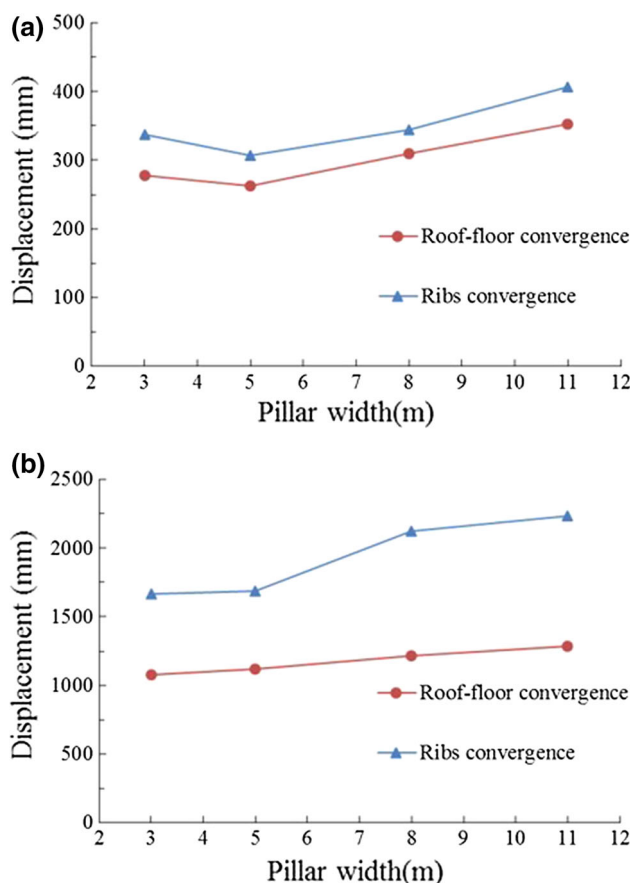 (a)
500
400
300
200
100
0
Displacement (mm)
Roof-floor convergence
Ribs convergence
2 3 4 5 6 7 8 9 10 11 12
Pillar width(m)
(b)
2500
2000
1500
1000
500
0
Displacement (mm)
Roof-floor convergence
Ribs convergence
2 3 4 5 6 7 8 9 10 11 12
Pillar width(m)